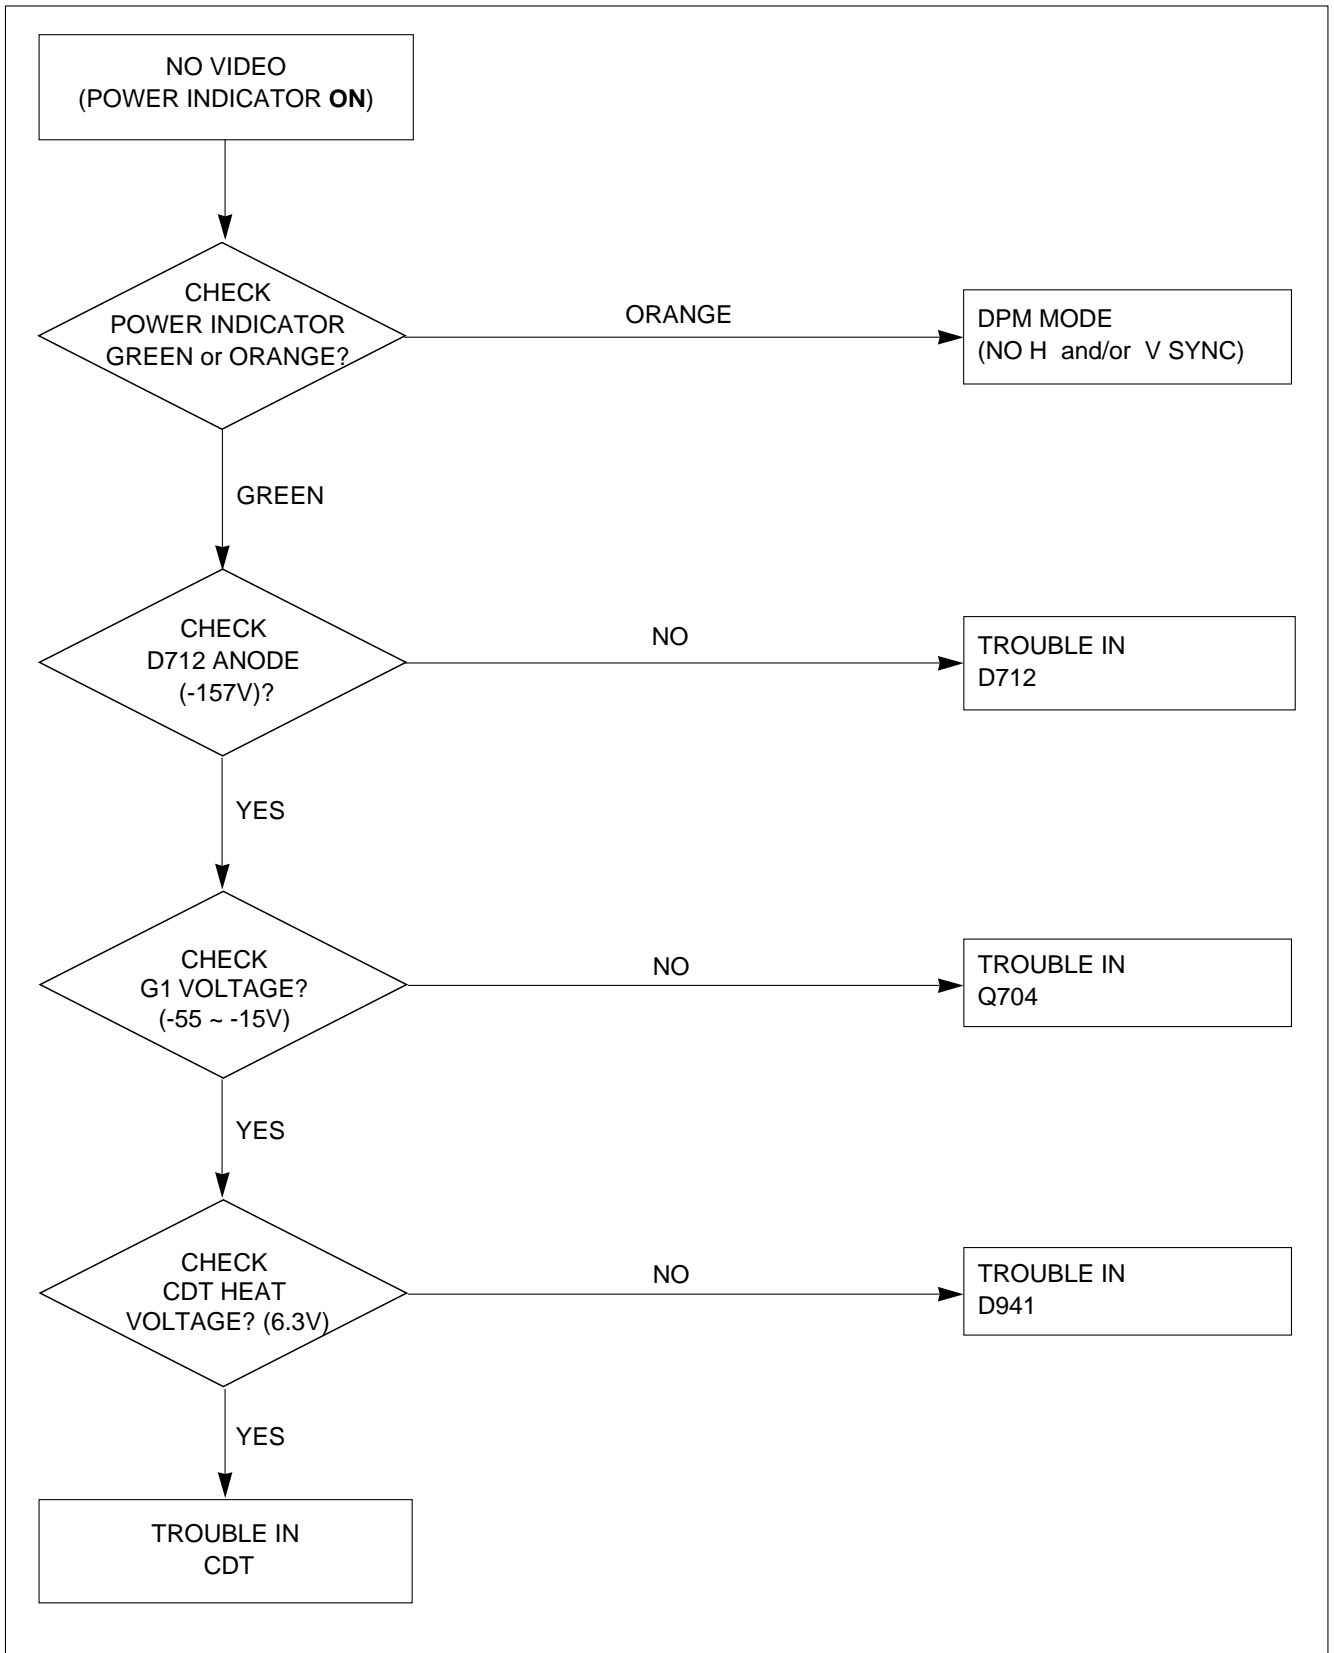 NO VIDEO
(POWER INDICATOR ON)
CHECK
POWER INDICATOR
GREEN or ORANGE?
ORANGE
DPM MODE
(NO H and/or V SYNC)
GREEN
CHECK
D712 ANODE
(-157V)?
NO
TROUBLE IN
D712
YES
CHECK
G1 VOLTAGE?
(-55 ~ -15V)
NO
TROUBLE IN
Q704
YES
CHECK
CDT HEAT
VOLTAGE? (6.3V)
NO
TROUBLE IN
D941
YES
TROUBLE IN
CDT